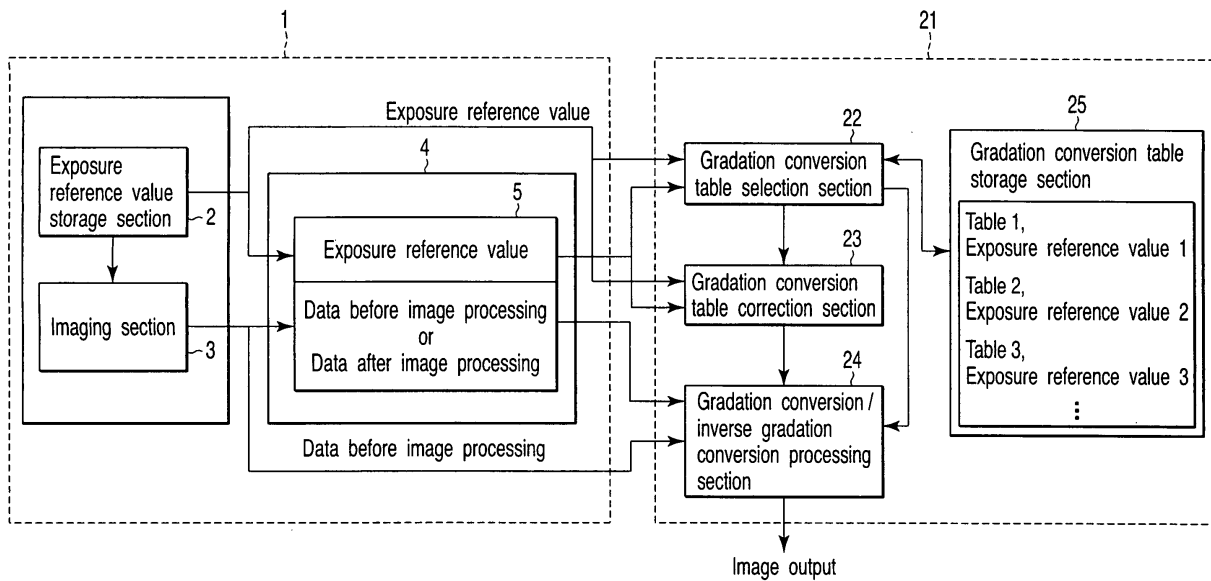 1
21
Exposure
reference value
storage section
2
Imaging section
3
Exposure reference value
4
5
Exposure reference value
Data before image processing
or
Data after image processing
Data before image processing
22
Gradation conversion
table selection section
23
Gradation conversion
table correction section
24
Gradation conversion /
inverse gradation
conversion processing
section
Image output
25
Gradation conversion table
storage section
Table 1,
Exposure reference value 1
Table 2,
Exposure reference value 2
Table 3,
Exposure reference value 3
⋮